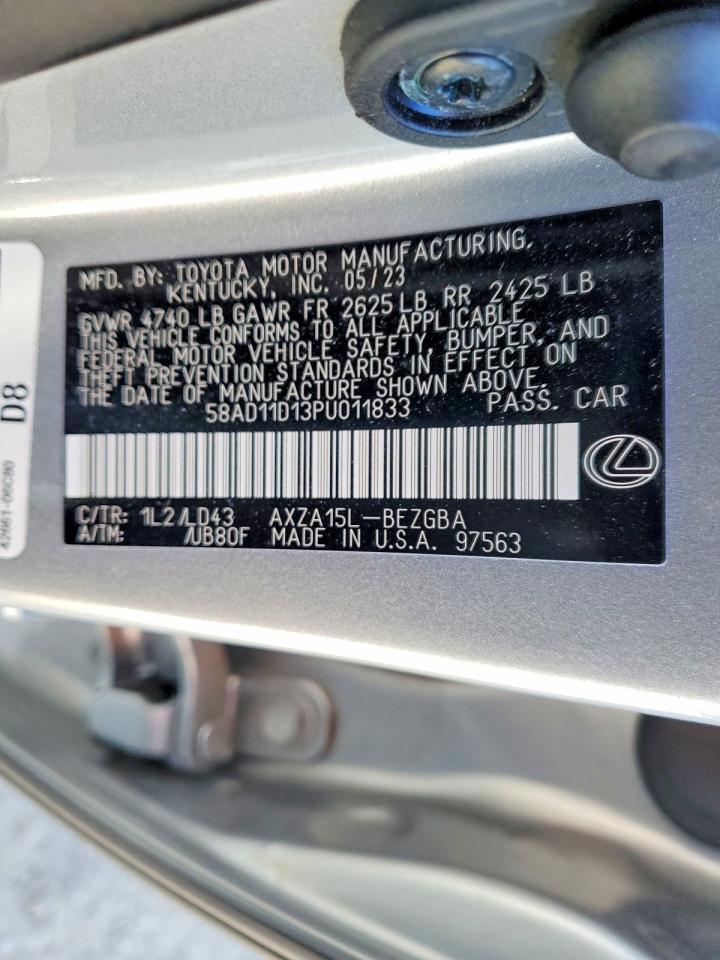 MFD. BY: TOYOTA MOTOR MANUFACTURING,
KENTUCKY, INC. 05/23
GVWR 4740 LB GAWR FR 2625 LB RR 2425 LB
THIS VEHICLE CONFORMS TO ALL APPLICABLE
FEDERAL MOTOR VEHICLE SAFETY, BUMPER, AND
THEFT PREVENTION STANDARDS IN EFFECT ON
THE DATE OF MANUFACTURE SHOWN ABOVE.
58AD11D13PU011833 PASS. CAR
C/TR: 1L2/LD43 AXZA15L-BEZGBA
A/TM: /UB80F MADE IN U.S.A. 97563
D8
42661-06C80